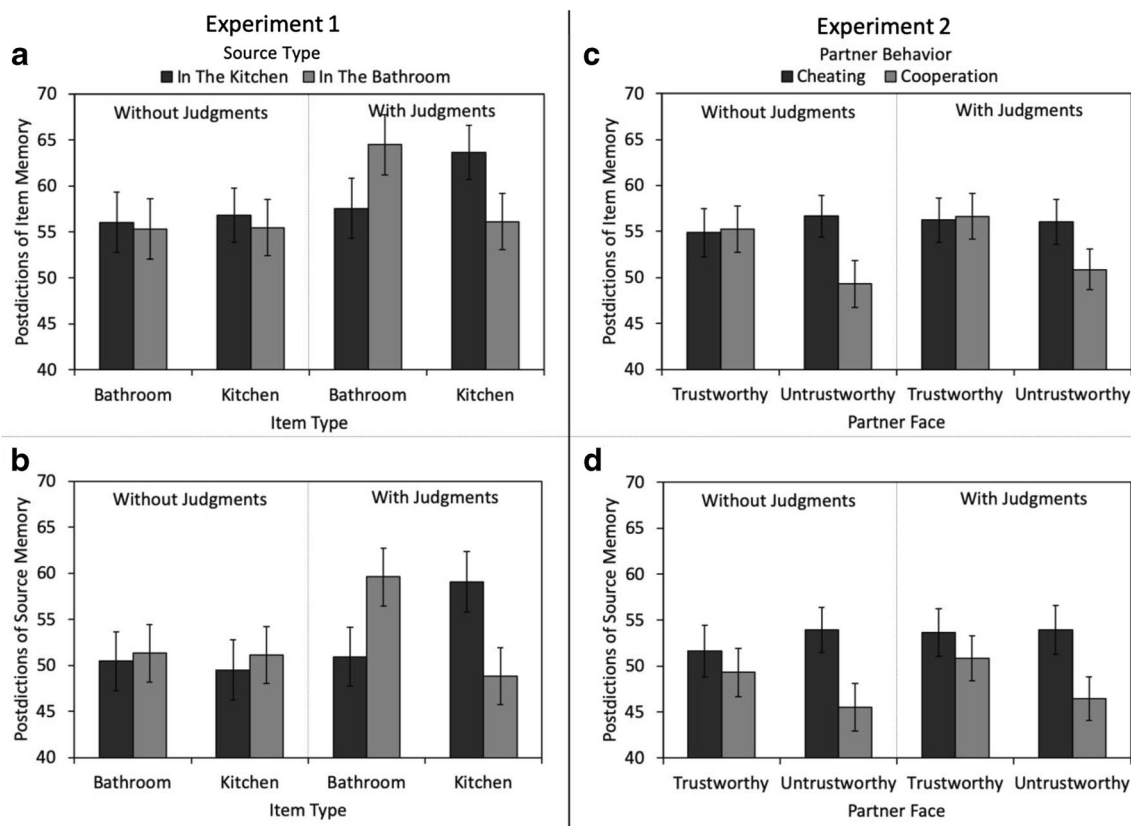 Experiment 1
Source Type
a
In The Kitchen In The Bathroom
Postdictions of Item Memory
70
65
60
55
50
45
40
Without Judgments With Judgments
Bathroom Kitchen Bathroom Kitchen
Item Type
b
Postdictions of Source Memory
70
65
60
55
50
45
40
Without Judgments With Judgments
Bathroom Kitchen Bathroom Kitchen
Item Type
Experiment 2
Partner Behavior
c
Cheating Cooperation
Postdictions of Item Memory
70
65
60
55
50
45
40
Without Judgments With Judgments
Trustworthy Untrustworthy Trustworthy Untrustworthy
Partner Face
d
Postdictions of Source Memory
70
65
60
55
50
45
40
Without Judgments With Judgments
Trustworthy Untrustworthy Trustworthy Untrustworthy
Partner Face